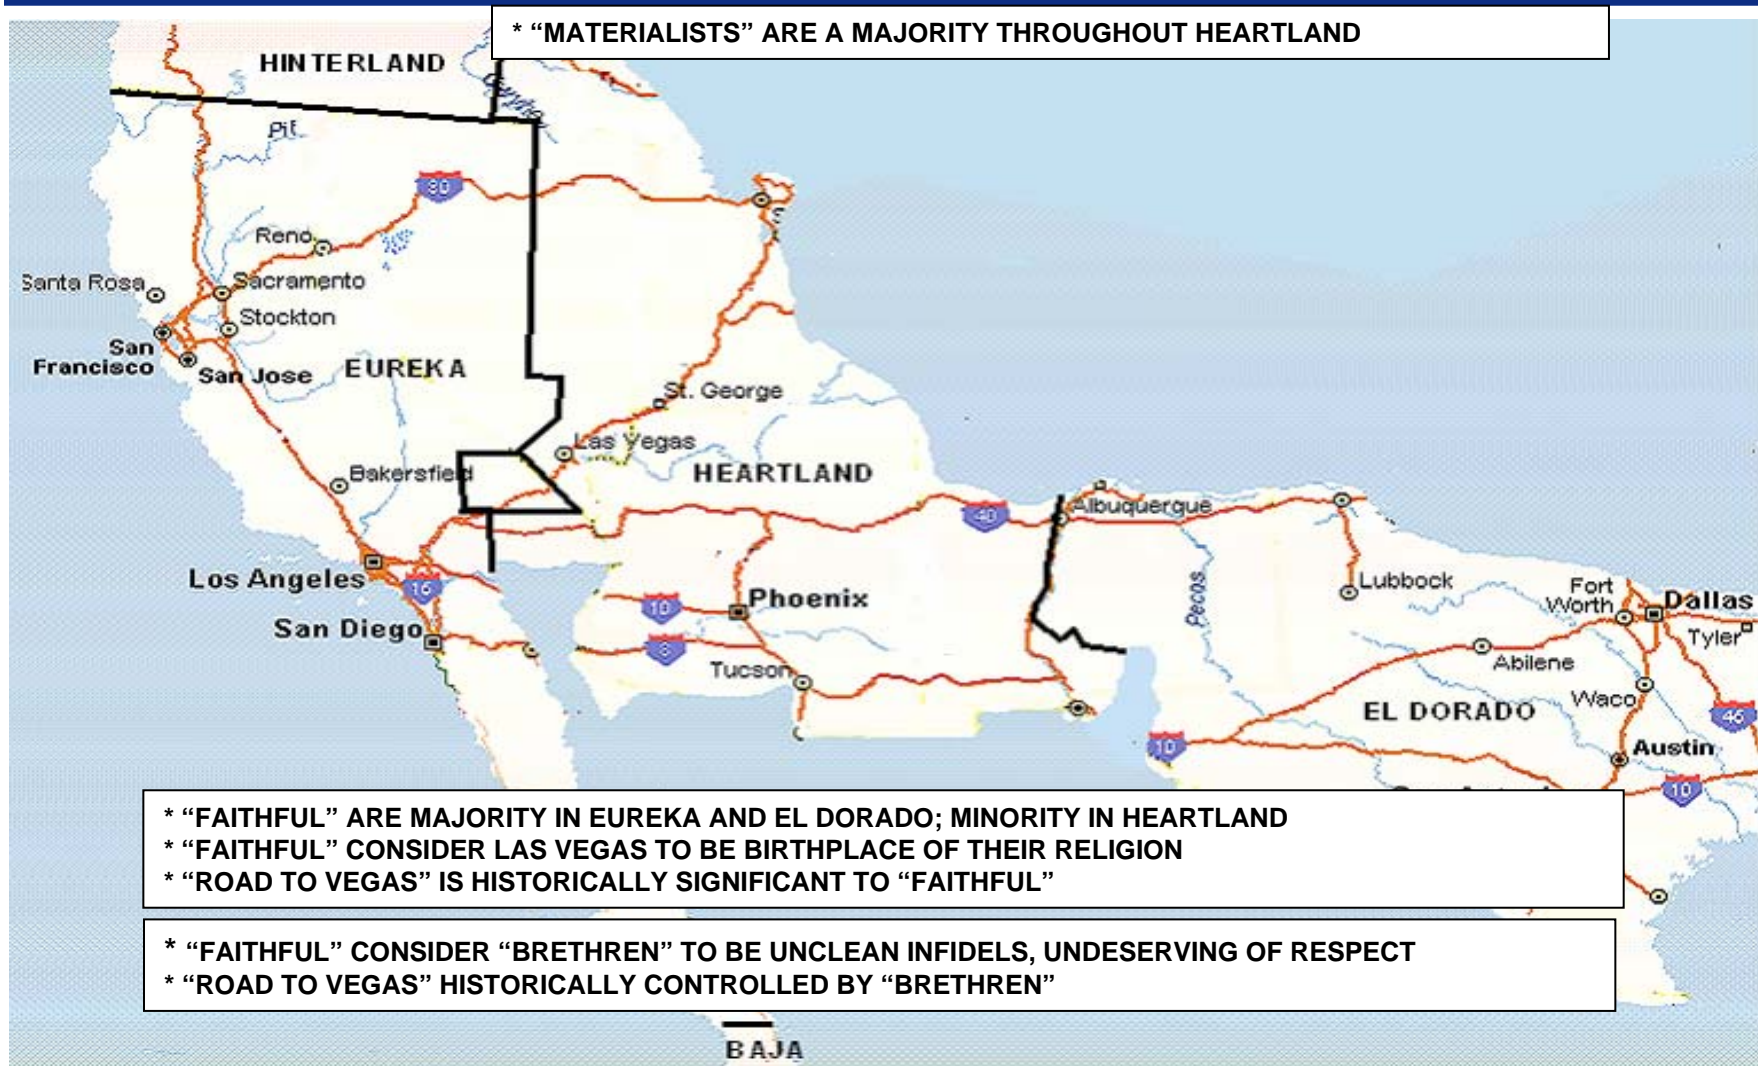 * “MATERIALISTS” ARE A MAJORITY THROUGHOUT HEARTLAND
HINTERLAND
Pit
80
Reno
Santa Rosa
Sacramento
Stockton
San
Francisco
San Jose
EUREKA
St. George
Las Vegas
Bakersfield
HEARTLAND
40
Albuquerque
Los Angeles
15
10
Phoenix
Pecos
Lubbock
Fort
Worth
Dallas
San Diego
8
Tyler
Tucson
Abilene
Waco
EL DORADO
45
10
Austin
10
* “FAITHFUL” ARE MAJORITY IN EUREKA AND EL DORADO; MINORITY IN HEARTLAND
* “FAITHFUL” CONSIDER LAS VEGAS TO BE BIRTHPLACE OF THEIR RELIGION
* “ROAD TO VEGAS” IS HISTORICALLY SIGNIFICANT TO “FAITHFUL”
* “FAITHFUL” CONSIDER “BRETHREN” TO BE UNCLEAN INFIDELS, UNDESERVING OF RESPECT
* “ROAD TO VEGAS” HISTORICALLY CONTROLLED BY “BRETHREN”
BAJA